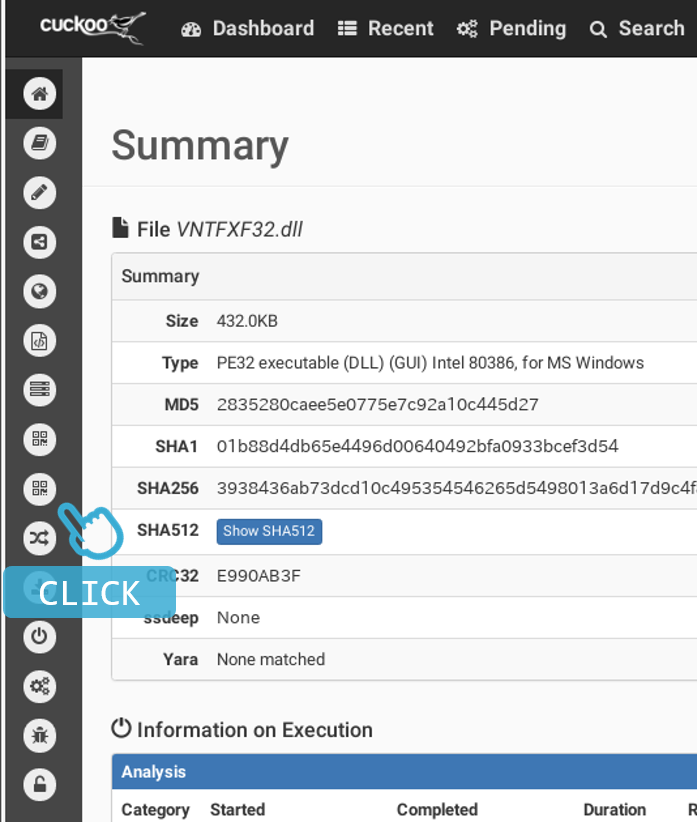 cuckoo Dashboard Recent Pending Search
Summary
File VNTFXF32.dll
Summary
Size 432.0KB
Type PE32 executable (DLL) (GUI) Intel 80386, for MS Windows
MD5 2835280caee5e0775e7c92a10c445d27
SHA1 01b88d4db65e4496d00640492bfa0933bcef3d54
SHA256 3938436ab73dcd10c495354546265d5498013a6d17d9c4f
SHA512 Show SHA512
CLICK
CRC32 E990AB3F
ssdeep None
Yara None matched
Information on Execution
Analysis
Category Started Completed Duration R